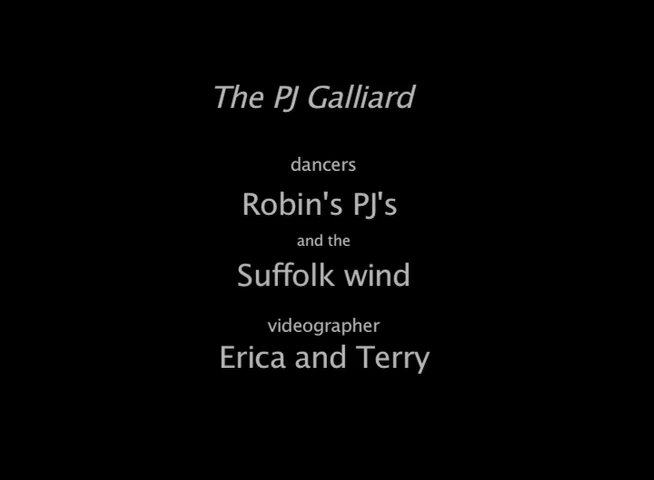 The PJ Galliard
dancers
Robin's PJ's
and the
Suffolk wind
videographer
Erica and Terry